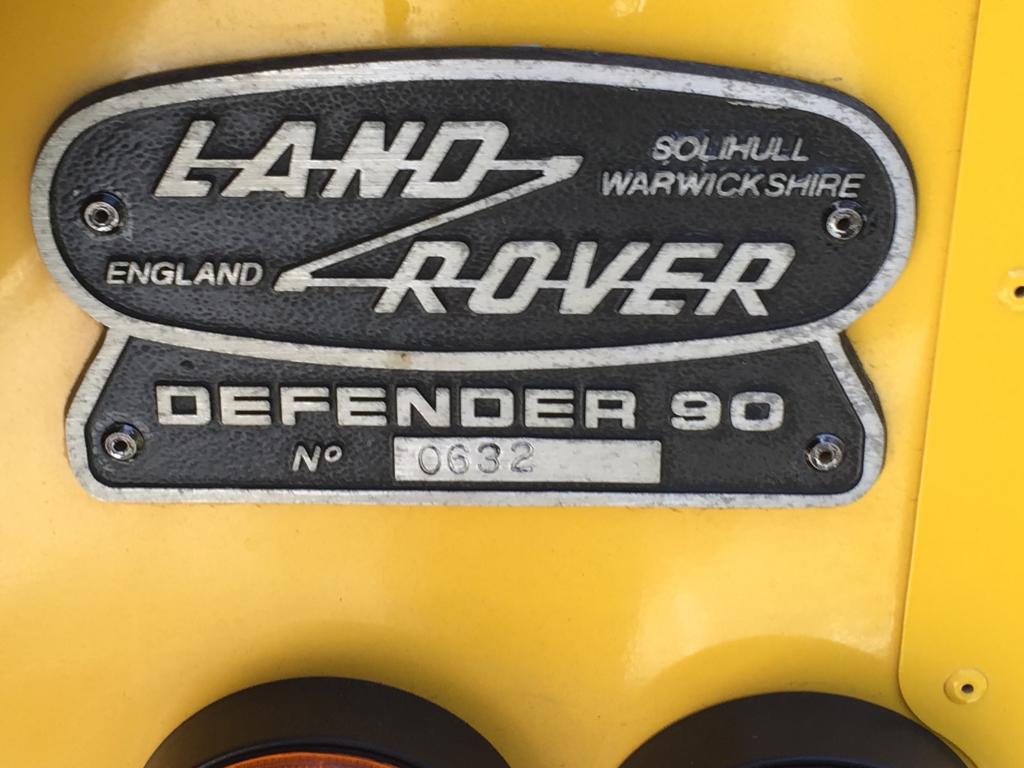 LAND
SOLIHULL
WARWICKSHIRE
ENGLAND
ROVER
DEFENDER 90
Nº 0632